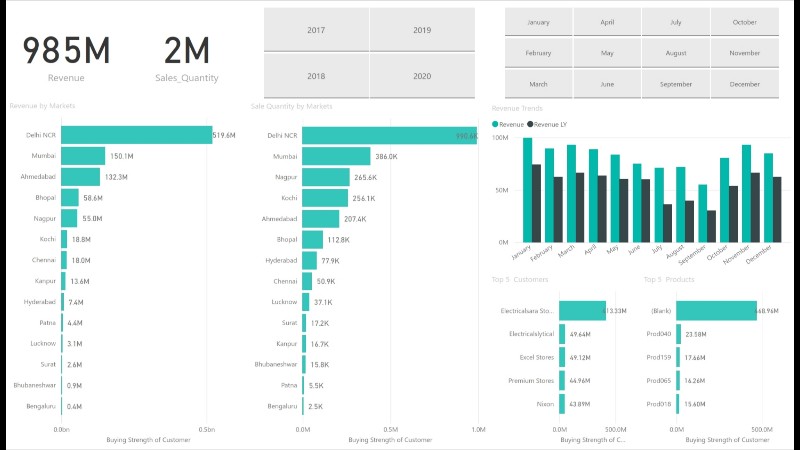 985M
Revenue
2M
Sales_Quantity
2017
2019
2018
2020
January
April
July
October
February
May
August
November
March
June
September
December
Revenue by Markets
Delhi NCR 519.6M
Mumbai 150.1M
Ahmedabad 132.3M
Bhopal 58.6M
Nagpur 55.0M
Kochi 18.8M
Chennai 18.0M
Kanpur 13.6M
Hyderabad 7.4M
Patna 4.4M
Lucknow 3.1M
Surat 2.6M
Bhubaneshwar 0.9M
Bengaluru 0.4M
0.0bn 0.5bn
Buying Strength of Customer
Sale Quantity by Markets
Delhi NCR
Mumbai 386.0K
Nagpur 265.6K
Kochi 256.1K
Ahmedabad 207.4K
Bhopal 112.8K
Hyderabad 77.9K
Chennai 50.9K
Lucknow 37.1K
Surat 17.2K
Kanpur 16.7K
Bhubaneshwar 15.8K
Patna 5.5K
Bengaluru 2.5K
0.0M 0.5M 1.0M
Buying Strength of Customer
Revenue Trends
Revenue Revenue LY
100M
50M
0M
January February March April May June July August September October November December
Top 5 Customers
Electricalsara Sto... 413.33M
Electricalslytical 49.64M
Excel Stores 49.12M
Premium Stores 44.96M
Nixon 43.89M
0.0M 500.0M
Buying Strength of C...
Top 5 Products
(Blank) 468.96M
Prod040 23.58M
Prod159 17.66M
Prod065 16.26M
Prod018 15.60M
0.0M 500.0M
Buying Strength of Customer